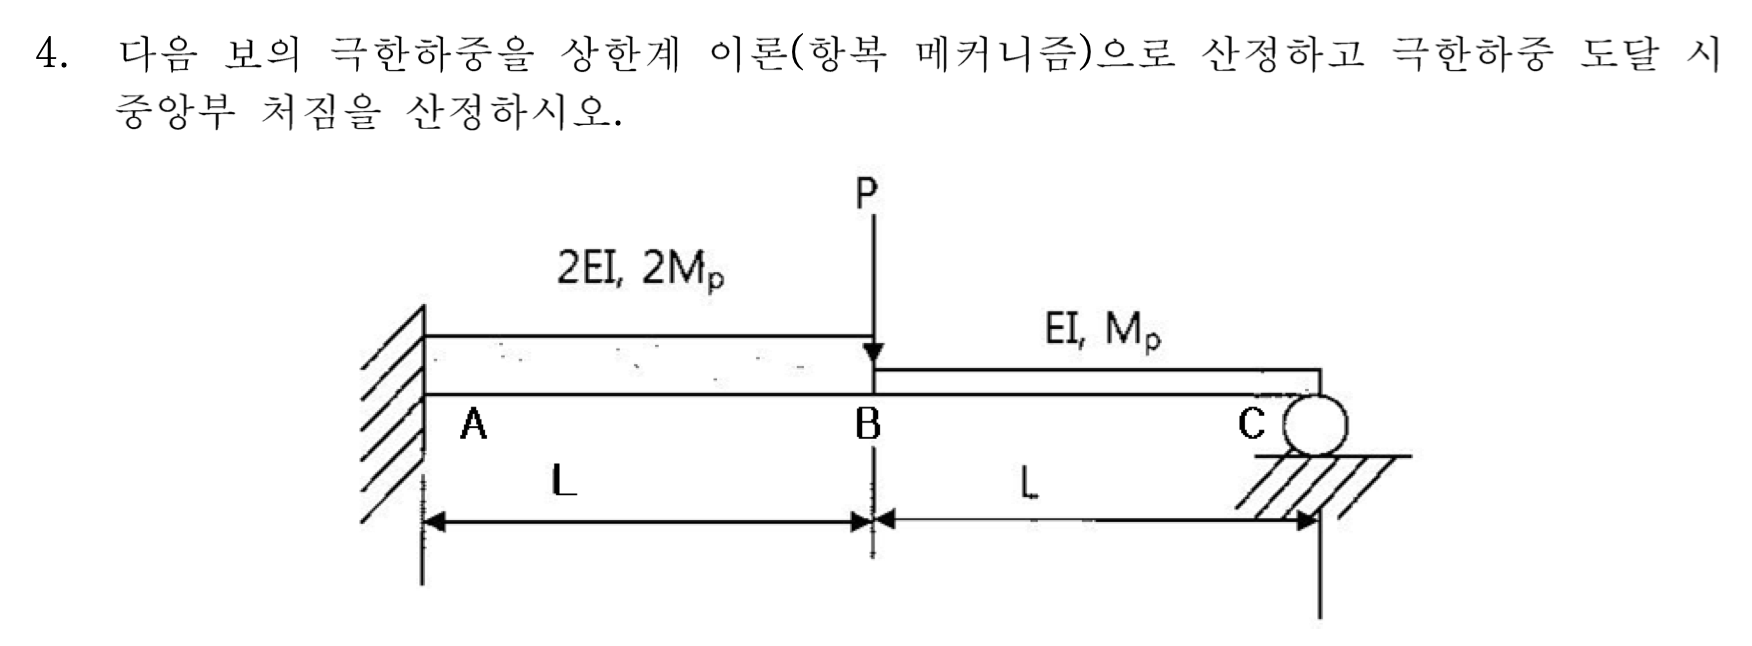 4. 다음 보의 극한하중을 상한계 이론(항복 메커니즘)으로 산정하고 극한하중 도달 시
중앙부 처짐을 산정하시오.
P
2EI, 2Mp
EI, Mp
A B C
L L